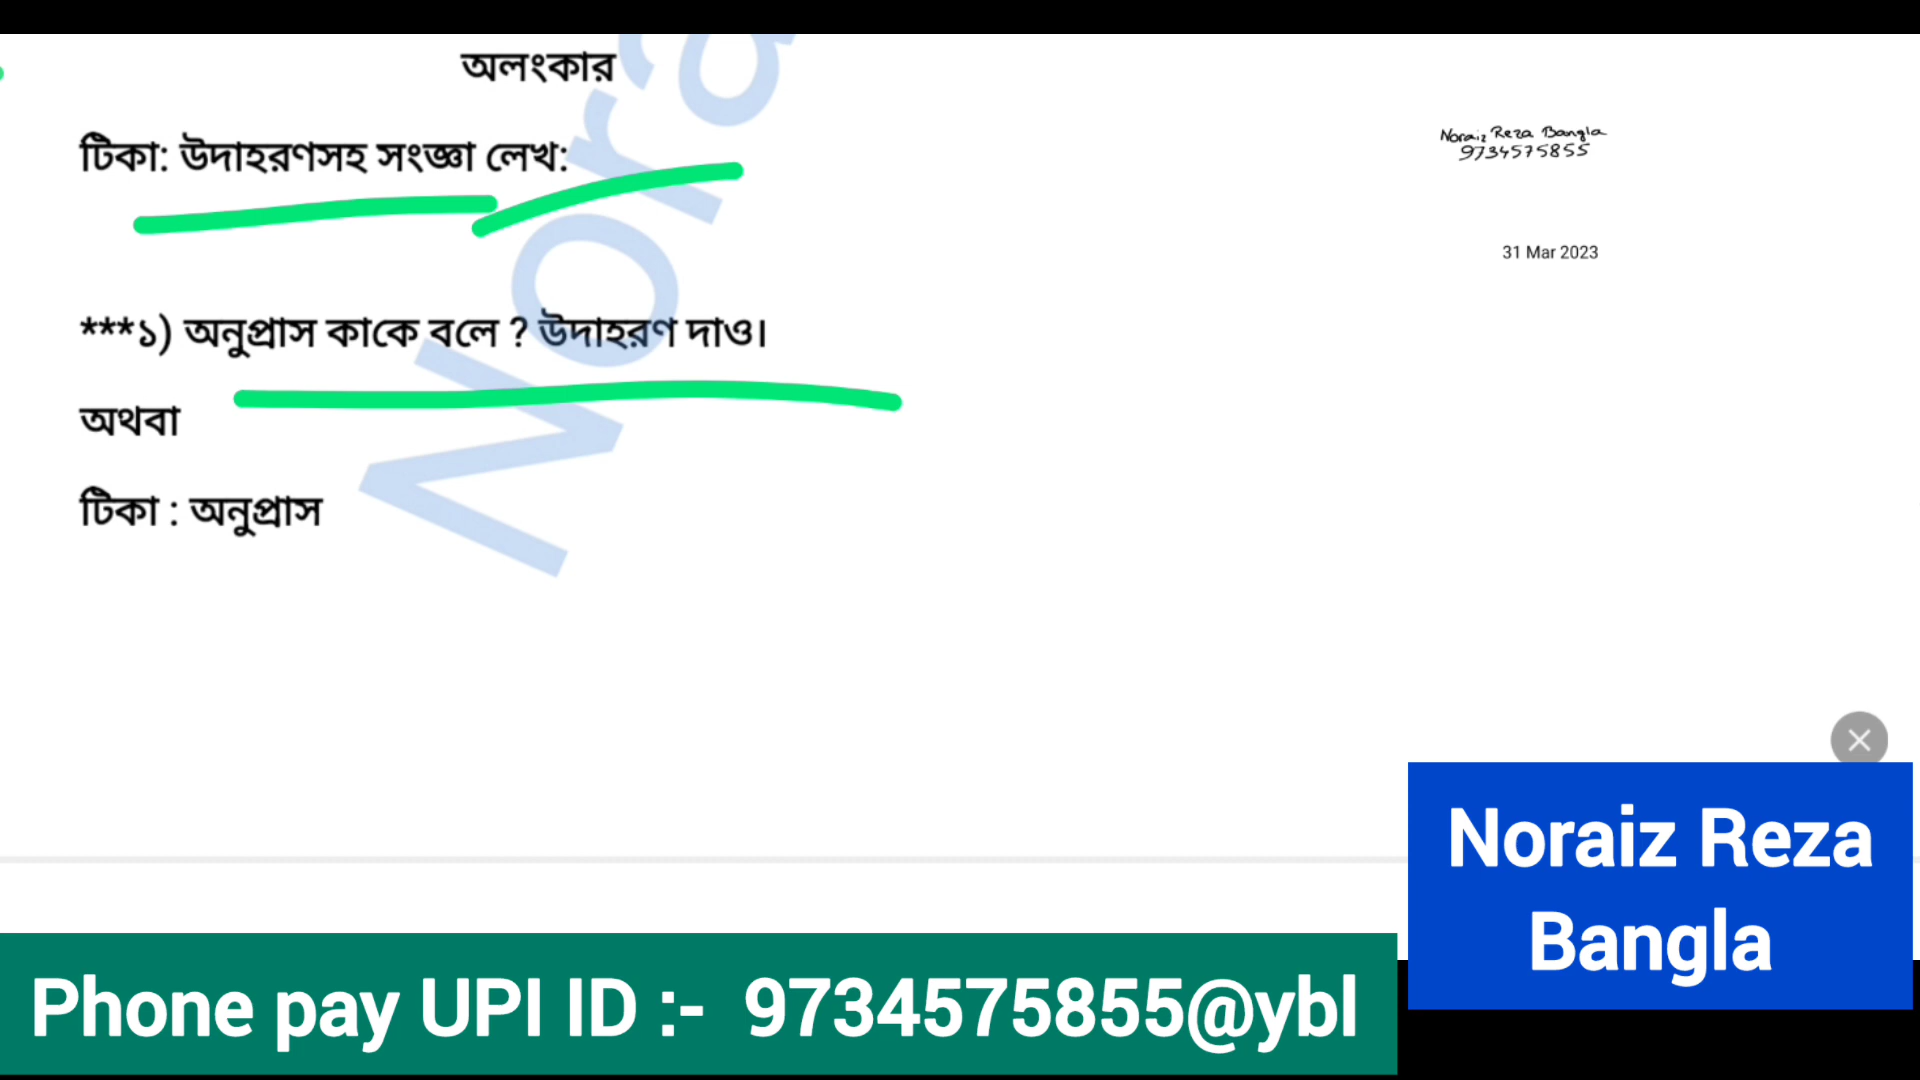 অলংকার
টিকা: উদাহরণসহ সংজ্ঞা লেখ:
Noraiz Reza Bangla
9734575855
31 Mar 2023
***১) অনুপ্রাস কাকে বলে ? উদাহরণ দাও।
অথবা
টিকা : অনুপ্রাস
Nora
Noraiz Reza
Bangla
Phone pay UPI ID :- 9734575855@ybl